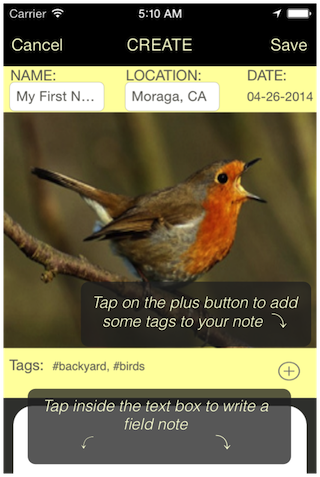 Carrier 5:10 AM
Cancel CREATE Save
NAME: LOCATION: DATE:
My First N... Moraga, CA 04-26-2014
Tap on the plus button to add
some tags to your note
Tags: #backyard, #birds
Tap inside the text box to write a
field note